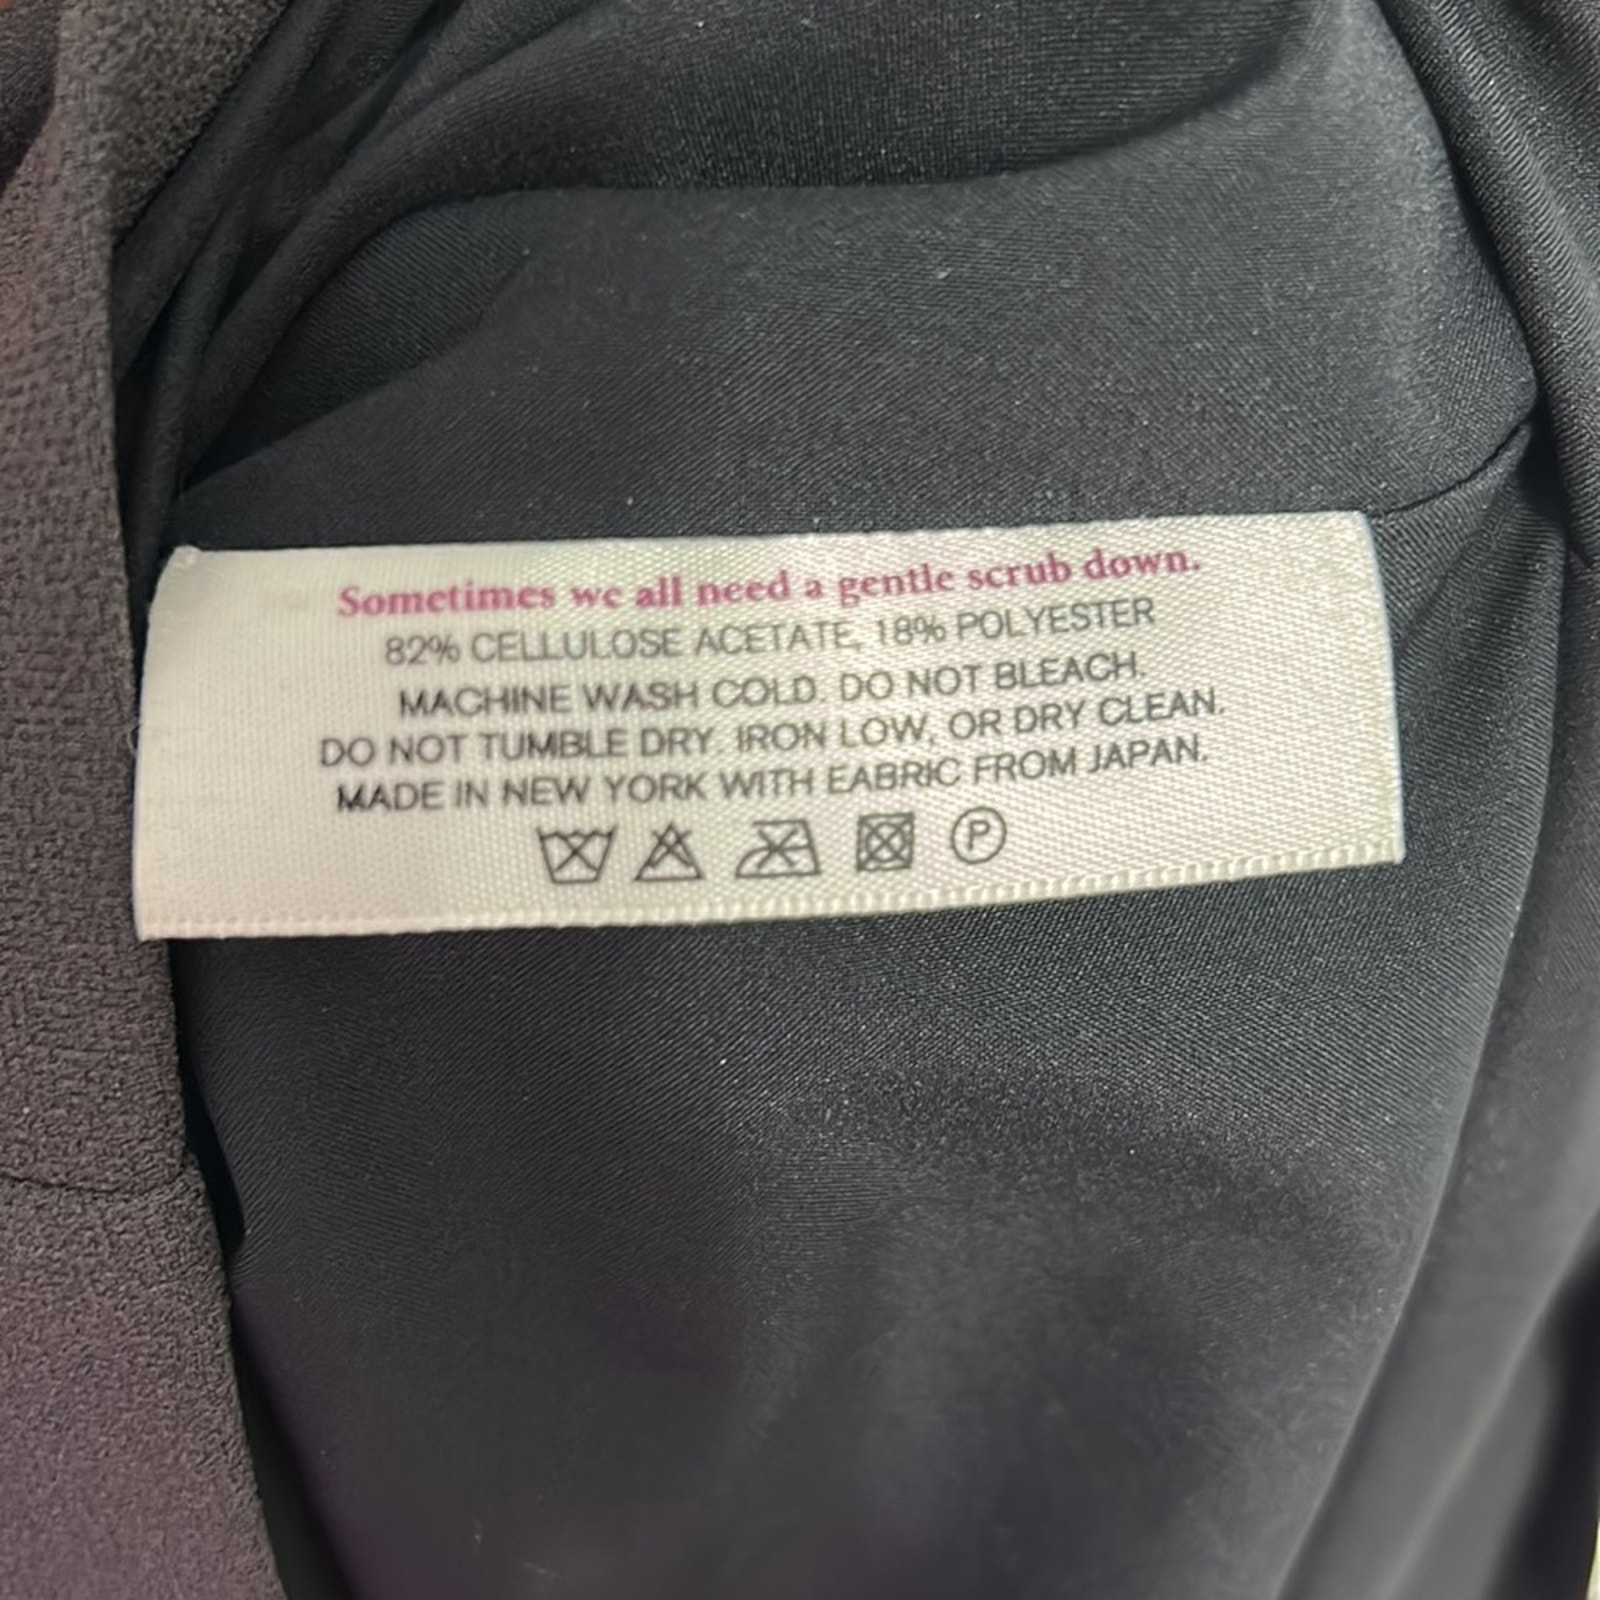 Sometimes we all need a gentle scrub down.
82% CELLULOSE ACETATE, 18% POLYESTER
MACHINE WASH COLD. DO NOT BLEACH.
DO NOT TUMBLE DRY. IRON LOW, OR DRY CLEAN.
MADE IN NEW YORK WITH FABRIC FROM JAPAN.
P